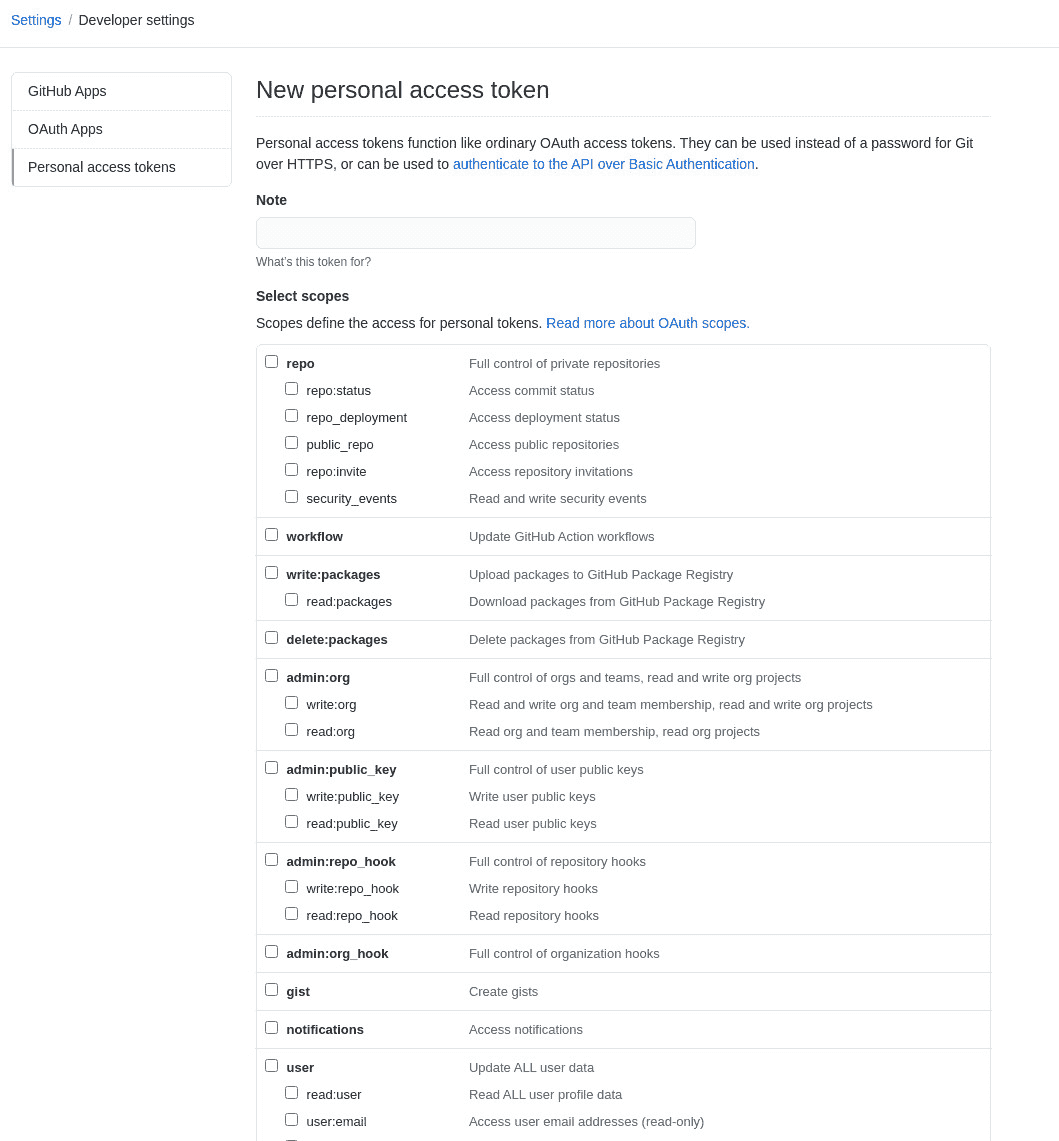 Settings / Developer settings
GitHub Apps
OAuth Apps
Personal access tokens
New personal access token
Personal access tokens function like ordinary OAuth access tokens. They can be used instead of a password for Git
over HTTPS, or can be used to authenticate to the API over Basic Authentication.
Note
What's this token for?
Select scopes
Scopes define the access for personal tokens. Read more about OAuth scopes.
repo Full control of private repositories
repo:status Access commit status
repo_deployment Access deployment status
public_repo Access public repositories
repo:invite Access repository invitations
security_events Read and write security events
workflow Update GitHub Action workflows
write:packages Upload packages to GitHub Package Registry
read:packages Download packages from GitHub Package Registry
delete:packages Delete packages from GitHub Package Registry
admin:org Full control of orgs and teams, read and write org projects
write:org Read and write org and team membership, read and write org projects
read:org Read org and team membership, read org projects
admin:public_key Full control of user public keys
write:public_key Write user public keys
read:public_key Read user public keys
admin:repo_hook Full control of repository hooks
write:repo_hook Write repository hooks
read:repo_hook Read repository hooks
admin:org_hook Full control of organization hooks
gist Create gists
notifications Access notifications
user Update ALL user data
read:user Read ALL user profile data
user:email Access user email addresses (read-only)